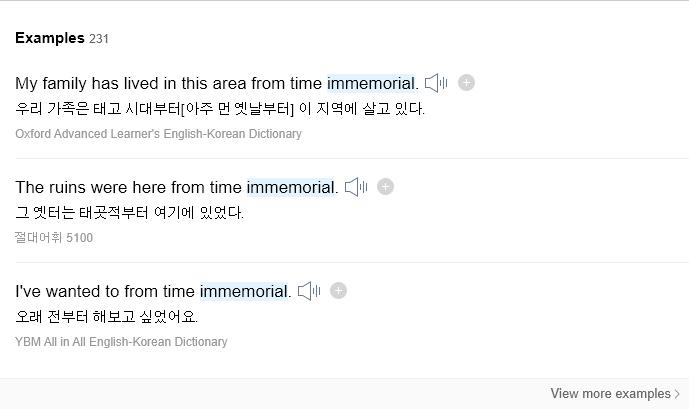 Examples 231
My family has lived in this area from time immemorial.
우리 가족은 태고 시대부터[아주 먼 옛날부터] 이 지역에 살고 있다.
Oxford Advanced Learner's English-Korean Dictionary
The ruins were here from time immemorial.
그 옛터는 태곳적부터 여기에 있었다.
절대어휘 5100
I've wanted to from time immemorial.
오래 전부터 해보고 싶었어요.
YBM All in All English-Korean Dictionary
View more examples